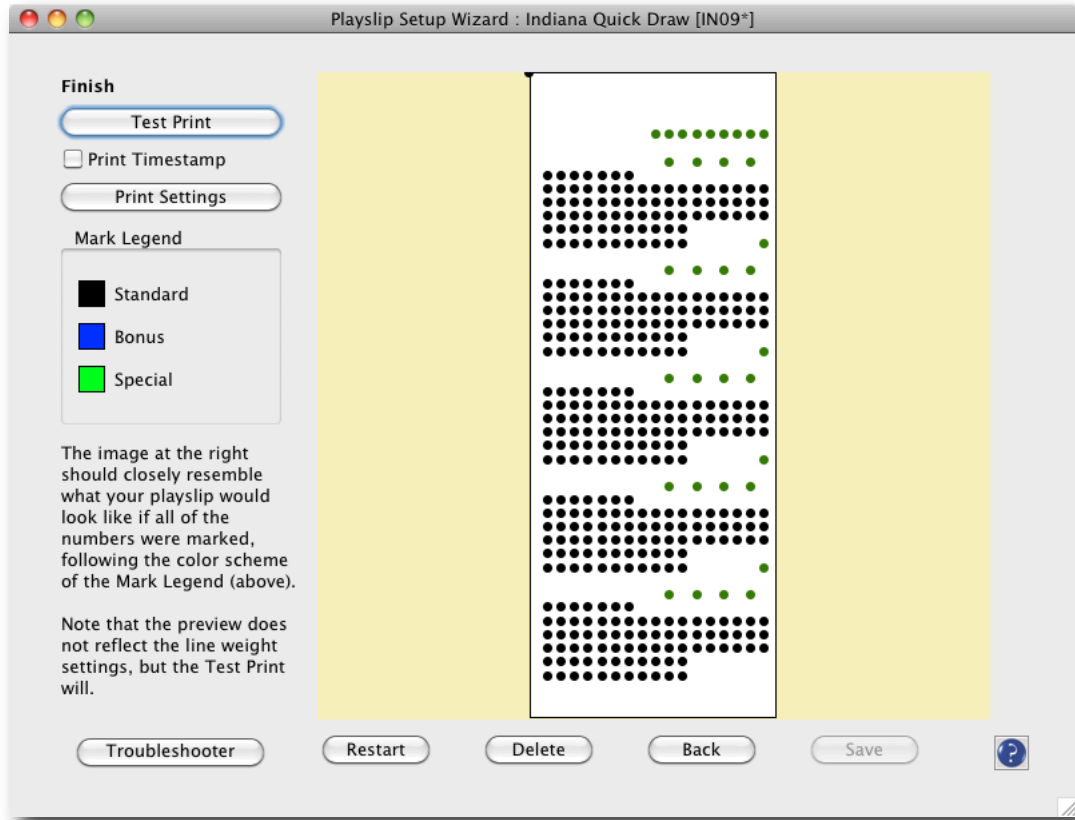 Playslip Setup Wizard : Indiana Quick Draw [IN09*]
Finish
Test Print
Print Timestamp
Print Settings
Mark Legend
Standard
Bonus
Special
The image at the right
should closely resemble
what your playslip would
look like if all of the
numbers were marked,
following the color scheme
of the Mark Legend (above).
Note that the preview does
not reflect the line weight
settings, but the Test Print
will.
Troubleshooter
Restart
Delete
Back
Save
?